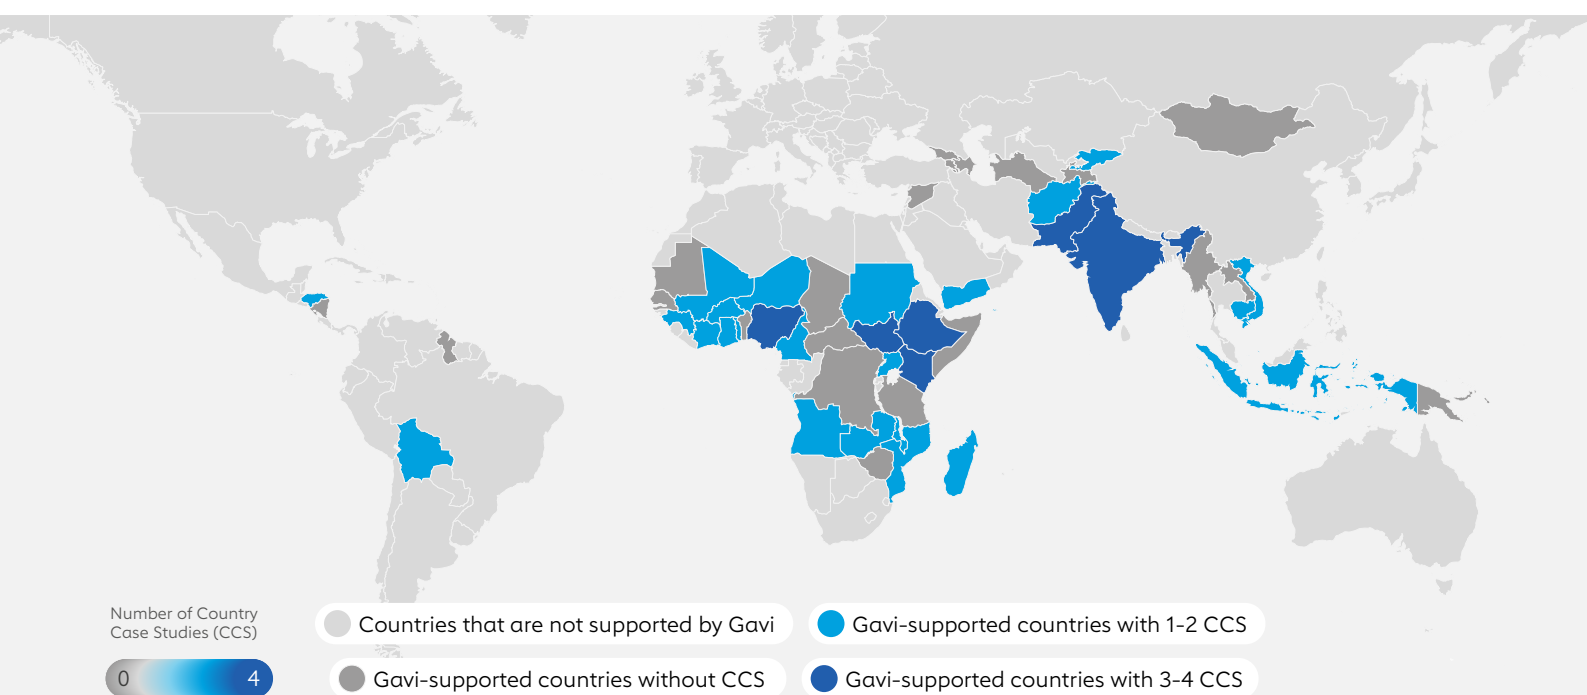 Number of Country
Case Studies (CCS)
0
4
Countries that are not supported by Gavi
Gavi-supported countries with 1-2 CCS
Gavi-supported countries without CCS
Gavi-supported countries with 3-4 CCS